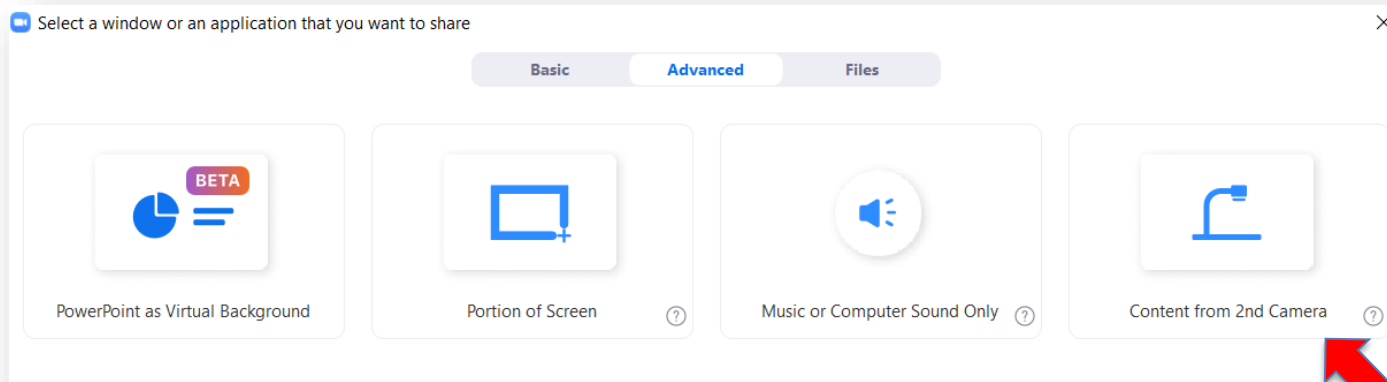 Select a window or an application that you want to share
Basic
Advanced
Files
BETA
PowerPoint as Virtual Background
Portion of Screen
?
Music or Computer Sound Only
?
Content from 2nd Camera
?